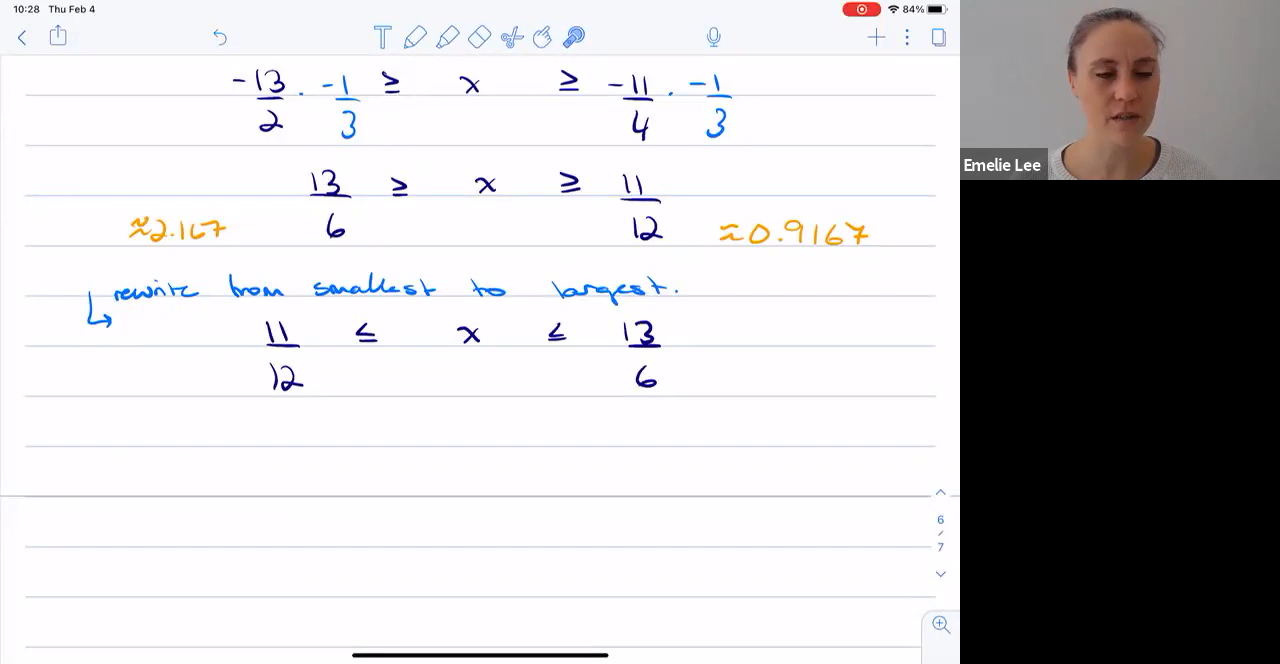 10:28 Thu Feb 4
84%
T
-13/2 · -1/3 ≥ x ≥ -11/4 · -1/3
13/6 ≥ x ≥ 11/12
≈2.167
≈0.9167
rewrite from smallest to largest.
11/12 ≤ x ≤ 13/6
6/7
Emelie Lee